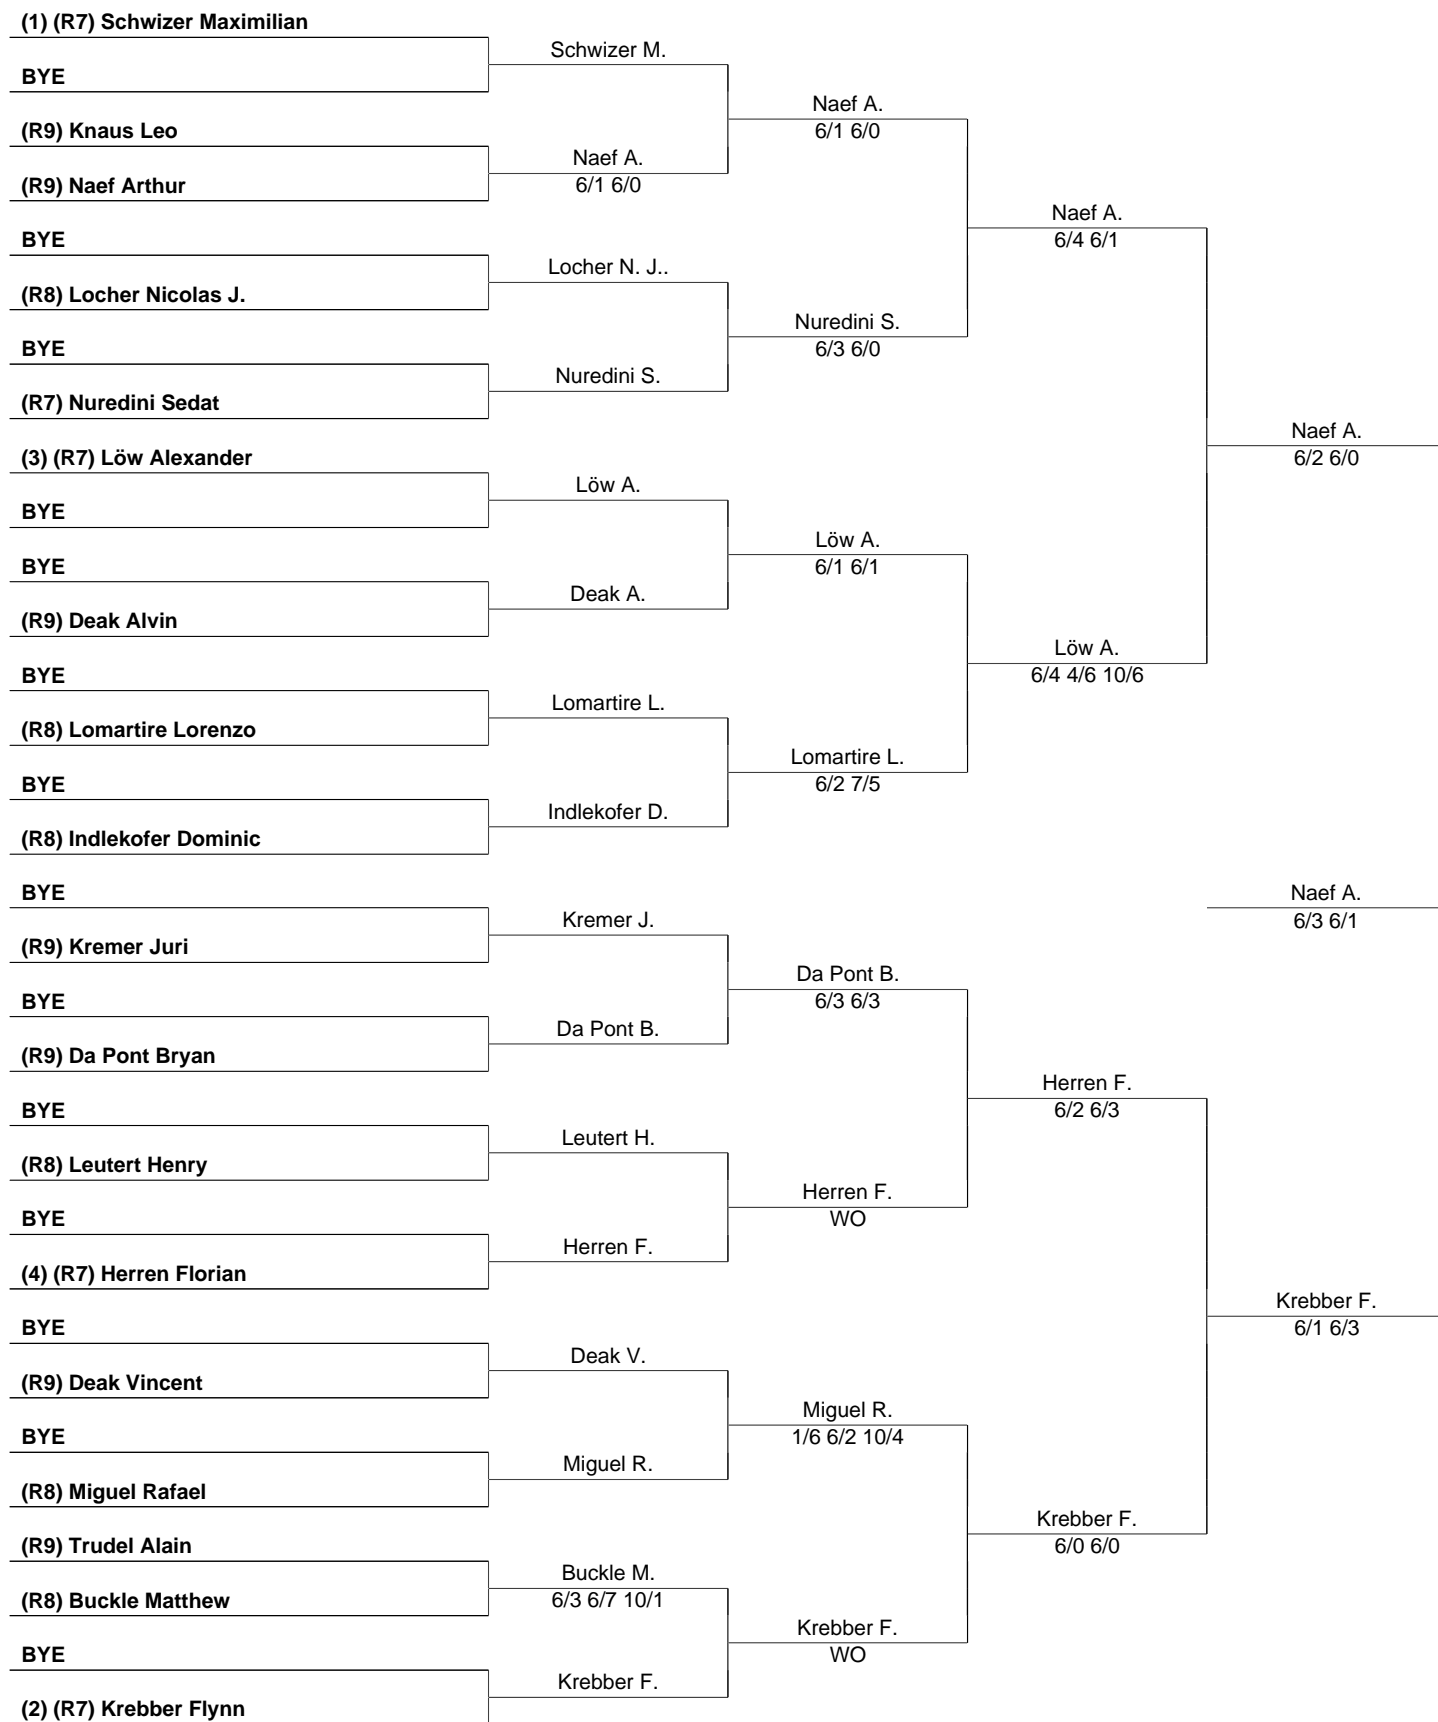 (1) (R7) Schwizer Maximilian
Schwizer M.
BYE
Naef A.
(R9) Knaus Leo
6/1 6/0
Naef A.
(R9) Naef Arthur
6/1 6/0
Naef A.
BYE
6/4 6/1
Locher N. J..
(R8) Locher Nicolas J.
Nuredini S.
BYE
6/3 6/0
Nuredini S.
(R7) Nuredini Sedat
Naef A.
(3) (R7) Löw Alexander
6/2 6/0
Löw A.
BYE
Löw A.
BYE
6/1 6/1
Deak A.
(R9) Deak Alvin
Löw A.
BYE
6/4 4/6 10/6
Lomartire L.
(R8) Lomartire Lorenzo
Lomartire L.
BYE
6/2 7/5
Indlekofer D.
(R8) Indlekofer Dominic
BYE
Naef A.
6/3 6/1
Kremer J.
(R9) Kremer Juri
Da Pont B.
BYE
6/3 6/3
Da Pont B.
(R9) Da Pont Bryan
Herren F.
BYE
6/2 6/3
Leutert H.
(R8) Leutert Henry
Herren F.
BYE
WO
Herren F.
(4) (R7) Herren Florian
Krebber F.
BYE
6/1 6/3
Deak V.
(R9) Deak Vincent
Miguel R.
BYE
1/6 6/2 10/4
Miguel R.
(R8) Miguel Rafael
Krebber F.
(R9) Trudel Alain
6/0 6/0
Buckle M.
(R8) Buckle Matthew
6/3 6/7 10/1
Krebber F.
BYE
WO
Krebber F.
(2) (R7) Krebber Flynn